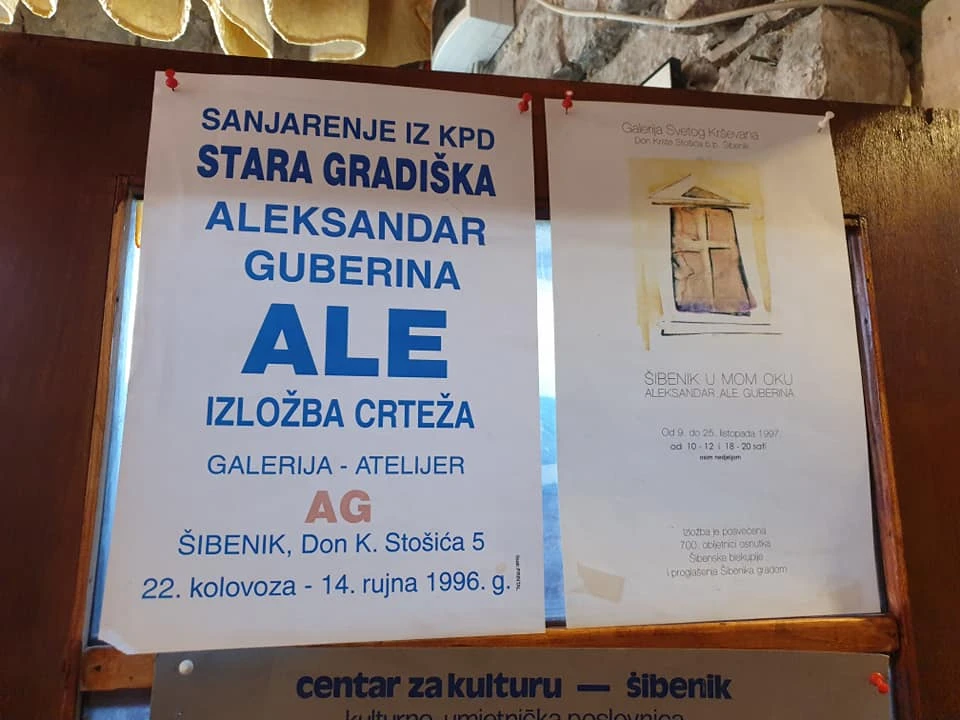 SANJARENJE IZ KPD
STARA GRADIŠKA
ALEKSANDAR
GUBERINA
ALE
IZLOŽBA CRTEŽA
GALERIJA - ATELIJER
AG
ŠIBENIK, Don K. Stošića 5
22. kolovoza - 14. rujna 1996. g.
Galerija Svetog Krševana
Don Krste Stošića b.b. Šibenik
ŠIBENIK U MOM OKU
ALEKSANDAR ALE GUBERINA
Od 9. do 25. listopada 1997.
od 10 - 12 i 18 - 20 sati
osim nedjeljom
Izložba je posvećena
700. obljetnici osnutka
Šibenske biskupije
i proglašenja Šibenika gradom
centar za kulturu — šibenik
kulturno umjetnička poslovnica